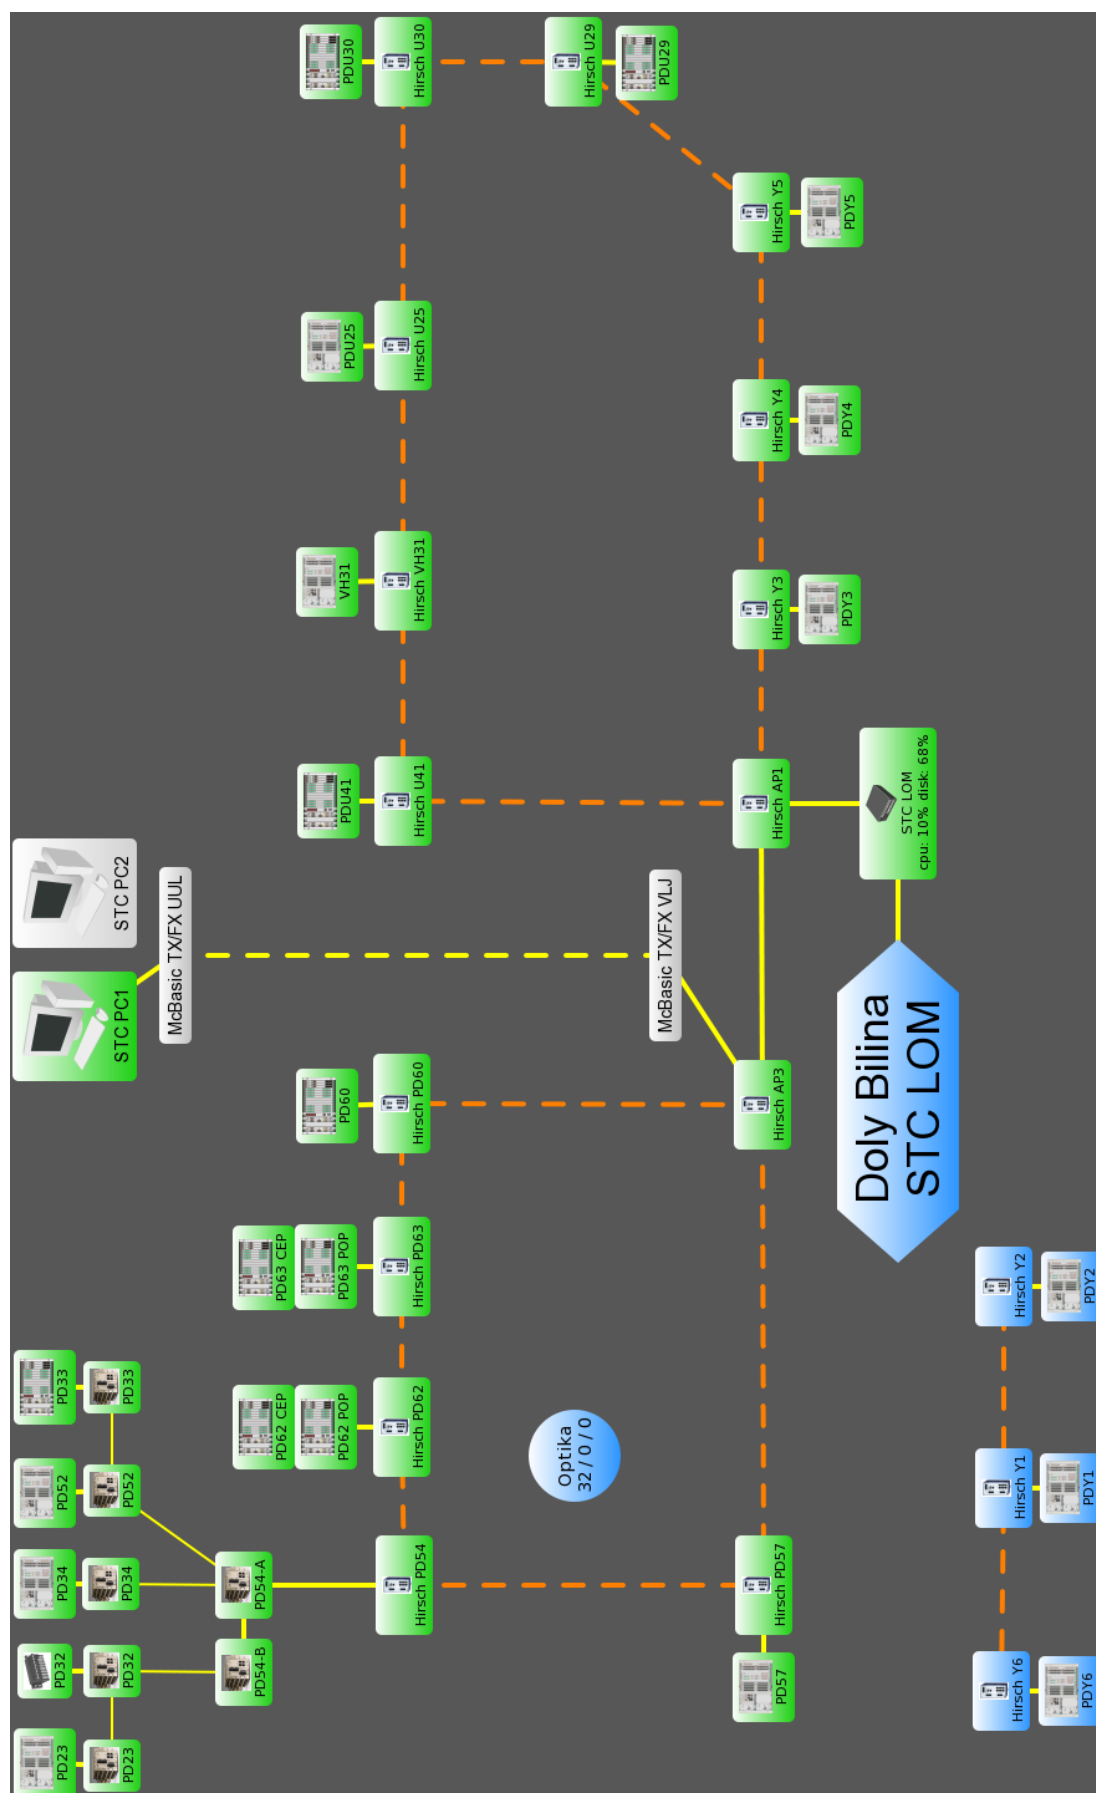 PD23
PD32
PD34
PD52
PD33
STC PC1
STC PC2
PD23
PD32
PD34
PD52
PD33
McBasic TX/FX UUL
PD54-B
PD54-A
PD62 CEP
PD63 CEP
PD62 POP
PD63 POP
PD60
PDU41
VH31
PDU25
PDU30
Hirsch PD54
Hirsch PD62
Hirsch PD63
Hirsch PD60
Hirsch U41
Hirsch VH31
Hirsch U25
Hirsch U30
Optika
32 / 0 / 0
Hirsch U29
McBasic TX/FX VLJ
PDU29
PD57
Hirsch PD57
Hirsch AP3
Hirsch AP1
Hirsch Y3
Hirsch Y4
Hirsch Y5
PDY3
PDY4
PDY5
Doly Bilina
STC LOM
STC LOM
cpu: 10% disk: 68%
Hirsch Y6
Hirsch Y1
Hirsch Y2
PDY6
PDY1
PDY2